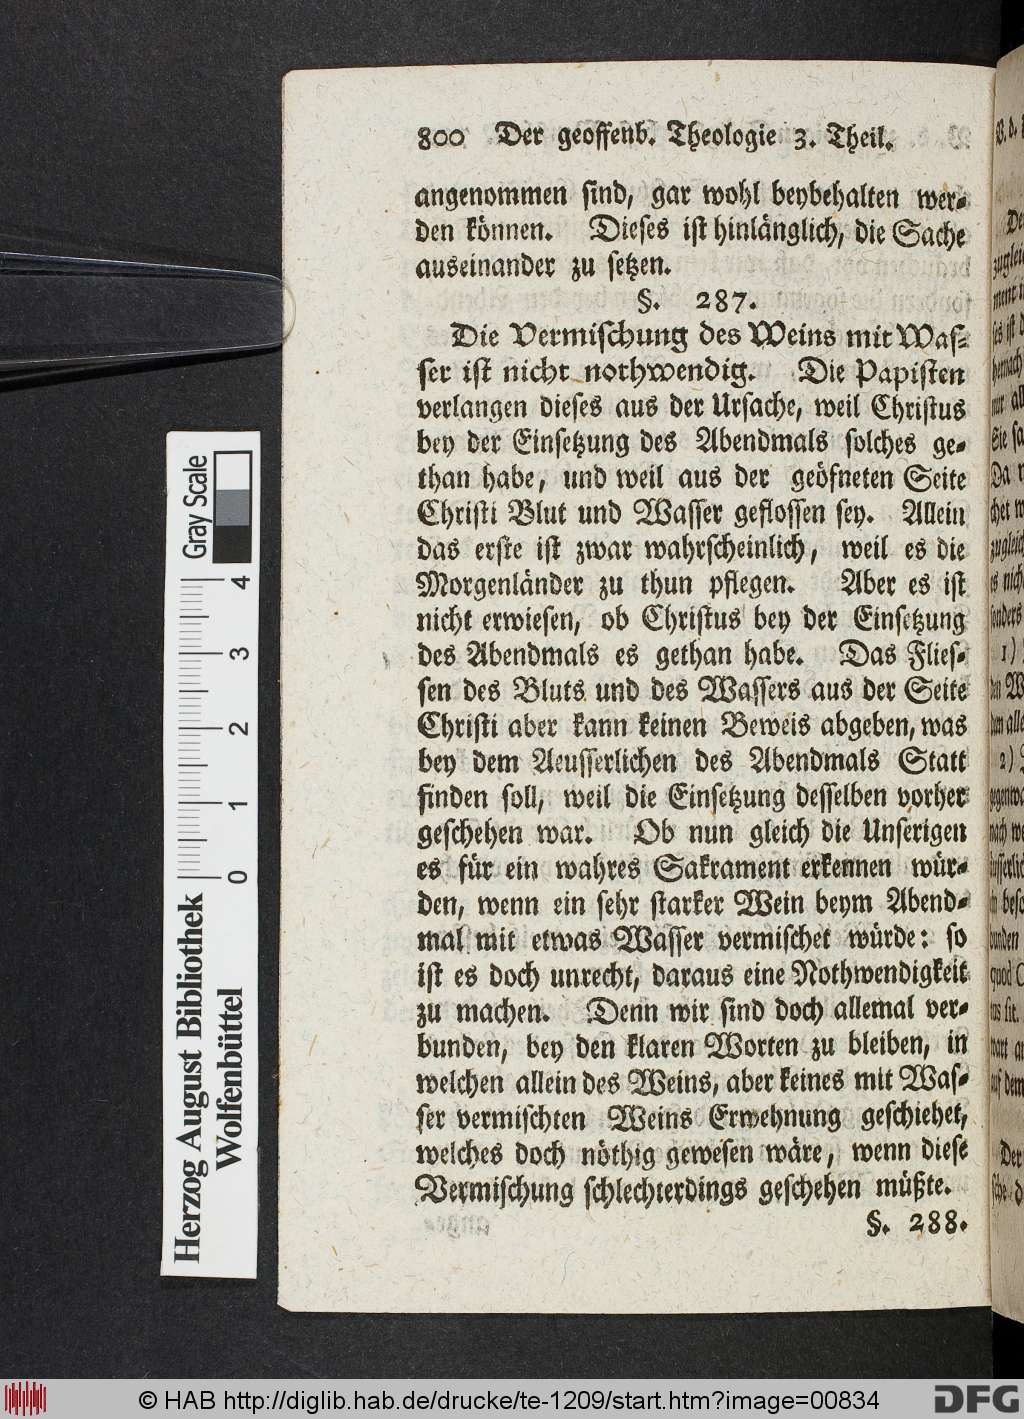 800 Der geoffenb. Theologie 3. Theil.
angenommen sind, gar wohl beybehalten wer-
den können. Dieses ist hinlänglich, die Sache
auseinander zu setzen.
§. 287.
Die Vermischung des Weins mit Was-
ser ist nicht nothwendig. Die Papisten
verlangen dieses aus der Ursache, weil Christus
bey der Einsetzung des Abendmals solches ge-
than habe, und weil aus der geöfneten Seite
Christi Blut und Wasser geflossen sey. Allein
das erste ist zwar wahrscheinlich, weil es die
Morgenländer zu thun pflegen. Aber es ist
nicht erwiesen, ob Christus bey der Einsetzung
des Abendmals es gethan habe. Das Flies-
sen des Bluts und des Wassers aus der Seite
Christi aber kann keinen Beweis abgeben, was
bey dem Aeusserlichen des Abendmals Statt
finden soll, weil die Einsetzung desselben vorher
geschehen war. Ob nun gleich die Unserigen
es für ein wahres Sakrament erkennen wür-
den, wenn ein sehr starker Wein beym Abend-
mal mit etwas Wasser vermischet würde: so
ist es doch unrecht, daraus eine Nothwendigkeit
zu machen. Denn wir sind doch allemal ver-
bunden, bey den klaren Worten zu bleiben, in
welchen allein des Weins, aber keines mit Was-
ser vermischten Weins Erwehnung geschiehet,
welches doch nöthig gewesen wäre, wenn diese
Vermischung schlechterdings geschehen müßte.
§. 288.
Gray Scale
0 1 2 3 4
Herzog August Bibliothek
Wolfenbüttel
© HAB http://diglib.hab.de/drucke/te-1209/start.htm?image=00834
DFG